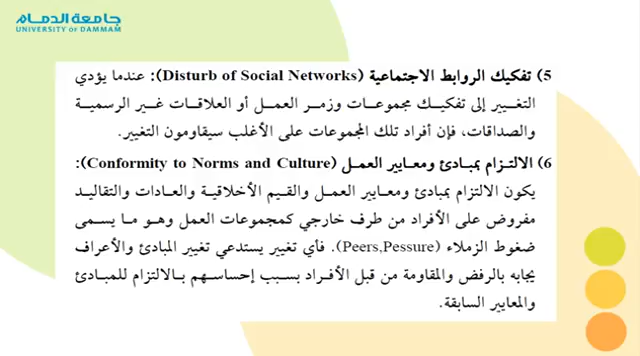 جامعة الدمام
UNIVERSITY OF DAMMAM
5) تفكيك الروابط الاجتماعية (Disturb of Social Networks): عندما يؤدي
التغيير إلى تفكيك مجموعات وزمر العمل أو العلاقات غير الرسمية
والصداقات، فإن أفراد تلك المجموعات على الأغلب سيقاومون التغيير.
6) الالتزام بمبادئ ومعايير العمل (Conformity to Norms and Culture):
يكون الالتزام بمبادئ ومعايير العمل والقيم الأخلاقية والعادات والتقاليد
مفروض على الأفراد من طرف خارجي كمجموعات العمل وهو ما يسمى
ضغوط الزملاء (Peers,Pessure). فأي تغيير يستدعي تغيير المبادئ والأعراف
يجابه بالرفض والمقاومة من قبل الأفراد بسبب إحساسهم بالالتزام للمبادئ
والمعايير السابقة.